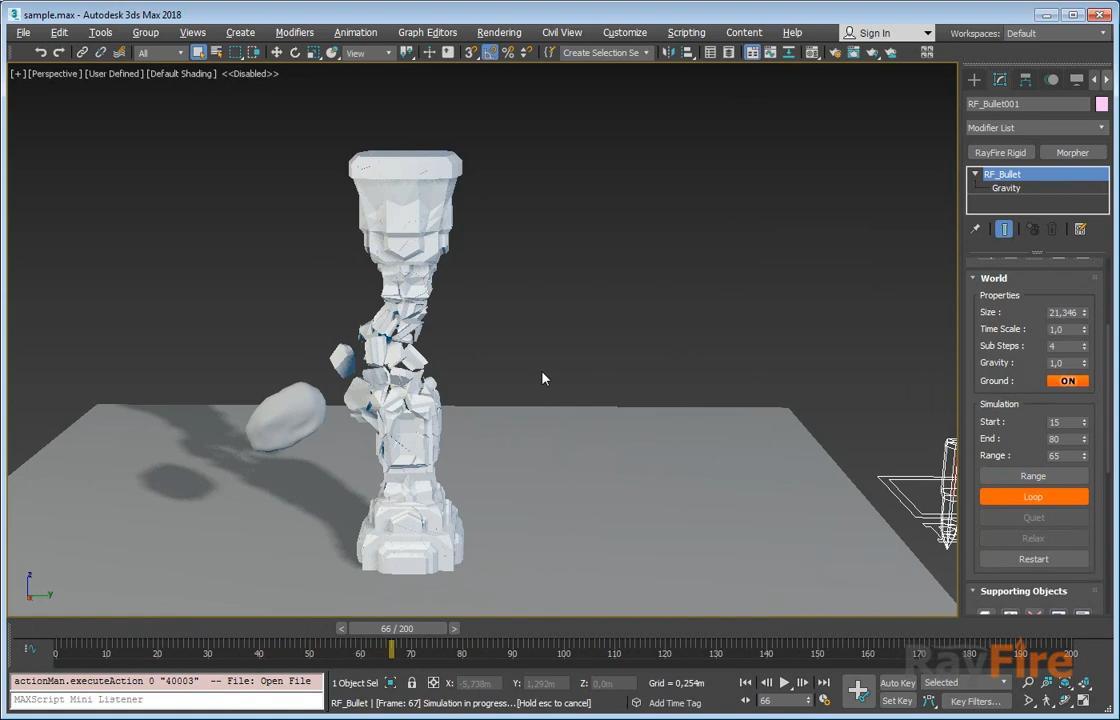 sample.max - Autodesk 3ds Max 2018
File Edit Tools Group Views Create Modifiers Animation Graph Editors Rendering Civil View Customize Scripting Content Help Sign In Workspaces: Default
All View Create Selection Se
[+] [Perspective] [User Defined] [Default Shading] <<Disabled>>
RF_Bullet001
Modifier List
RayFire Rigid Morpher
RF_Bullet
Gravity
World
Properties
Size : 21,346
Time Scale : 1,0
Sub Steps : 4
Gravity : 1,0
Ground : ON
Simulation
Start : 15
End : 80
Range : 65
Range
Loop
Quiet
Relax
Restart
Supporting Objects
z
x y
< 66 / 200 >
0 10 20 30 40 50 60 70 80 90 100 110 120 130 140 150 160 170 180 190 200
RayFire
actionMan.executeAction 0 "40003" -- File: Open File
MAXScript Mini Listener
1 Object Sel X: -5,738m Y: 1,292m Z: 0,0m Grid = 0,254m
RF_Bullet | [Frame: 67] Simulation in progress... (Hold esc to cancel)
Add Time Tag
66
Auto Key Selected
Set Key Key Filters...